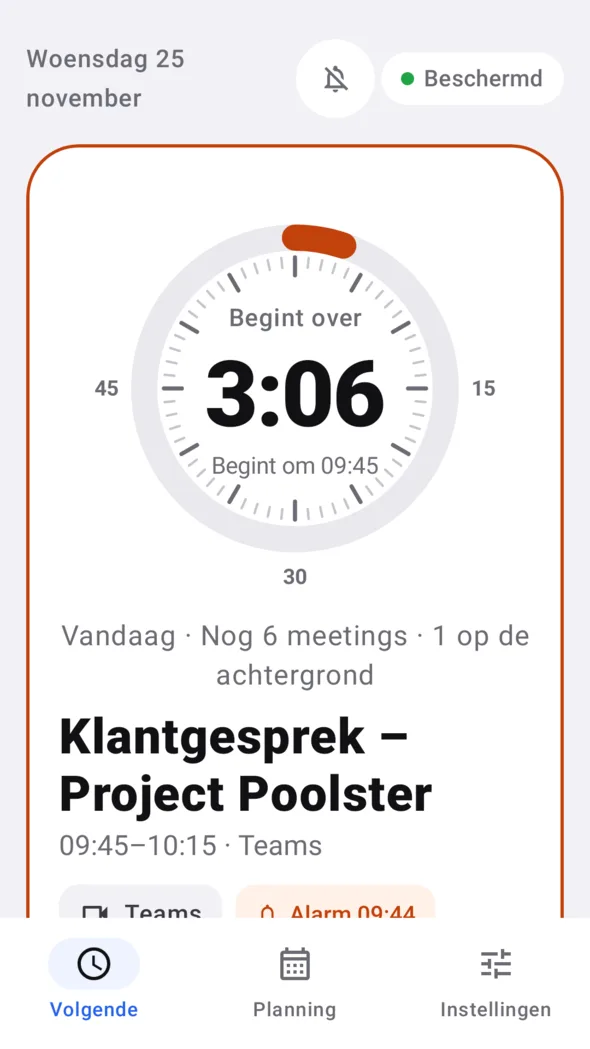 Woensdag 25
november
Beschermd
Begint over
3:06
Begint om 09:45
45
15
30
Vandaag · Nog 6 meetings · 1 op de
achtergrond
Klantgesprek –
Project Poolster
09:45–10:15 · Teams
Teams
Alarm 09:44
Volgende
Planning
Instellingen